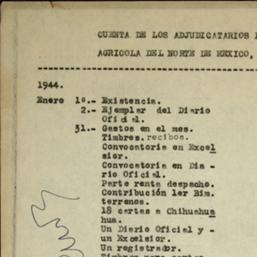 CUENTA DE LOS ADJUDICATARIOS
AGRICOLA DEL NORTE DE MEXICO,
1944.
Enero 1º.- Existencia.
2.- Ejemplar del Diario
Oficial.
31.- Gastos en el mes.
Timbres. recibos.
Convocatoria en Excel
sior.
Convocatoria en Dia -
rio Oficial.
Parte renta despacho.
Contribución 1er Bim.
terrenos.
18 cartas a Chihuahua
hua.
Un Diario Oficial y -
un Excelsior.
Un registrador.